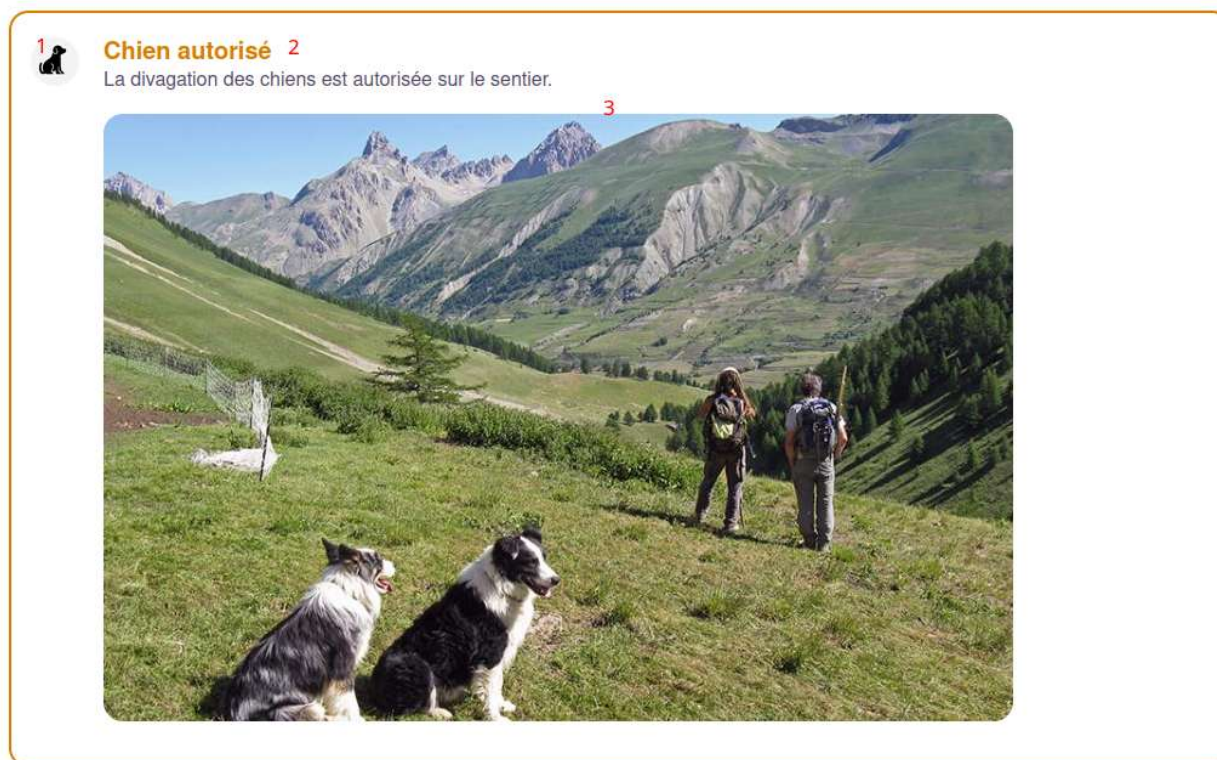 1
Chien autorisé 2
La divagation des chiens est autorisée sur le sentier.
3